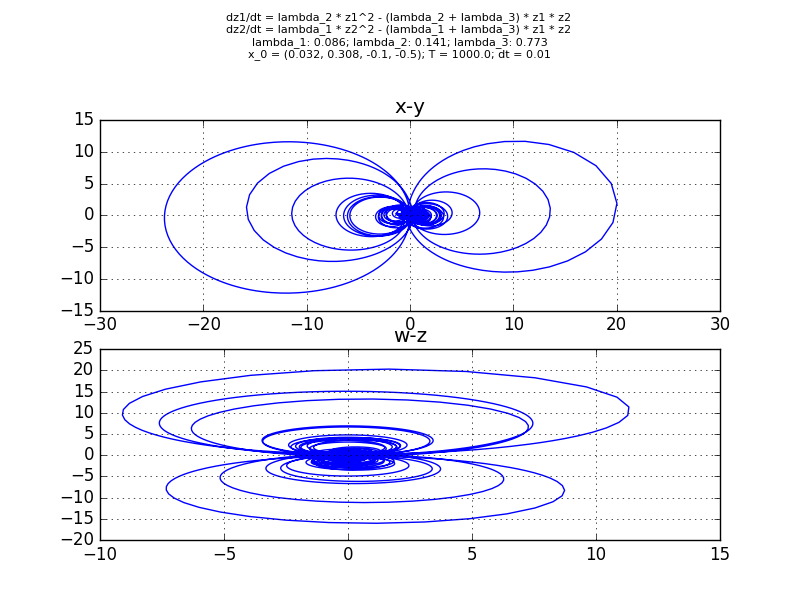 dz1/dt = lambda_2 * z1^2 - (lambda_2 + lambda_3) * z1 * z2
dz2/dt = lambda_1 * z2^2 - (lambda_1 + lambda_3) * z1 * z2
lambda_1: 0.086; lambda_2: 0.141; lambda_3: 0.773
x_0 = (0.032, 0.308, -0.1, -0.5); T = 1000.0; dt = 0.01
x-y
15
10
5
0
−5
−10
−15
−30 −20 −10 0 10 20 30
w-z
25
20
15
10
5
0
−5
−10
−15
−20
−10 −5 0 5 10 15